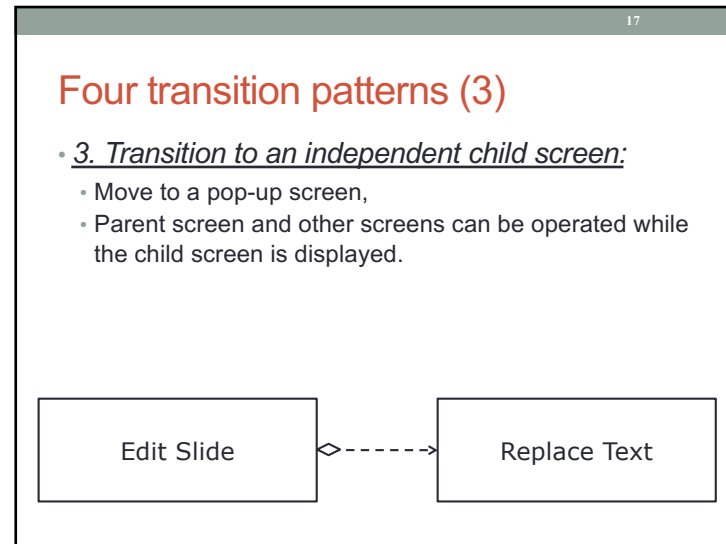 17
Four transition patterns (3)
• 3. Transition to an independent child screen:
• Move to a pop-up screen,
• Parent screen and other screens can be operated while
the child screen is displayed.
Edit Slide
Replace Text